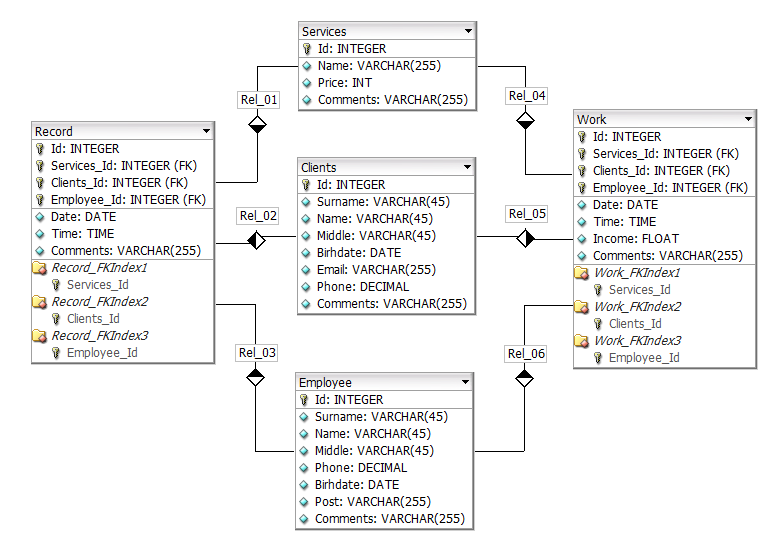 Services
Id: INTEGER
Name: VARCHAR(255)
Price: INT
Comments: VARCHAR(255)
Rel_01
Rel_04
Record
Id: INTEGER
Services_Id: INTEGER (FK)
Clients_Id: INTEGER (FK)
Employee_Id: INTEGER (FK)
Date: DATE
Time: TIME
Comments: VARCHAR(255)
Record_FKIndex1
Services_Id
Record_FKIndex2
Clients_Id
Record_FKIndex3
Employee_Id
Rel_02
Clients
Id: INTEGER
Surname: VARCHAR(45)
Name: VARCHAR(45)
Middle: VARCHAR(45)
Birhdate: DATE
Email: VARCHAR(255)
Phone: DECIMAL
Comments: VARCHAR(255)
Rel_05
Work
Id: INTEGER
Services_Id: INTEGER (FK)
Clients_Id: INTEGER (FK)
Employee_Id: INTEGER (FK)
Date: DATE
Time: TIME
Income: FLOAT
Comments: VARCHAR(255)
Work_FKIndex1
Services_Id
Work_FKIndex2
Clients_Id
Work_FKIndex3
Employee_Id
Rel_03
Rel_06
Employee
Id: INTEGER
Surname: VARCHAR(45)
Name: VARCHAR(45)
Middle: VARCHAR(45)
Phone: DECIMAL
Birhdate: DATE
Post: VARCHAR(255)
Comments: VARCHAR(255)